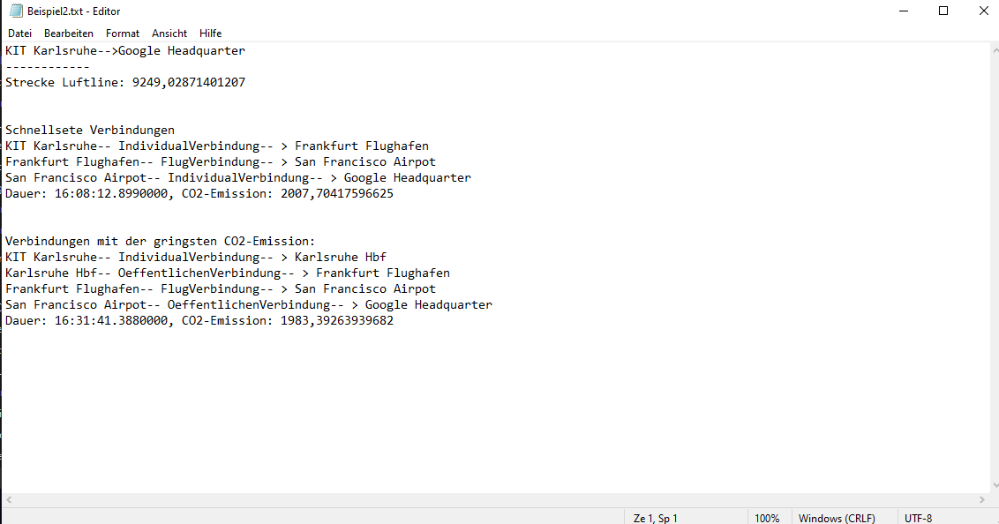 Beispiel2.txt - Editor
Datei Bearbeiten Format Ansicht Hilfe
KIT Karlsruhe-->Google Headquarter
------------
Strecke Luftline: 9249,02871401207
Schnellsete Verbindungen
KIT Karlsruhe-- IndividualVerbindung-- > Frankfurt Flughafen
Frankfurt Flughafen-- FlugVerbindung-- > San Francisco Airpot
San Francisco Airpot-- IndividualVerbindung-- > Google Headquarter
Dauer: 16:08:12.8990000, CO2-Emission: 2007,70417596625
Verbindungen mit der gringsten CO2-Emission:
KIT Karlsruhe-- IndividualVerbindung-- > Karlsruhe Hbf
Karlsruhe Hbf-- OeffentlichenVerbindung-- > Frankfurt Flughafen
Frankfurt Flughafen-- FlugVerbindung-- > San Francisco Airpot
San Francisco Airpot-- OeffentlichenVerbindung-- > Google Headquarter
Dauer: 16:31:41.3880000, CO2-Emission: 1983,39263939682
Ze 1, Sp 1 100% Windows (CRLF) UTF-8